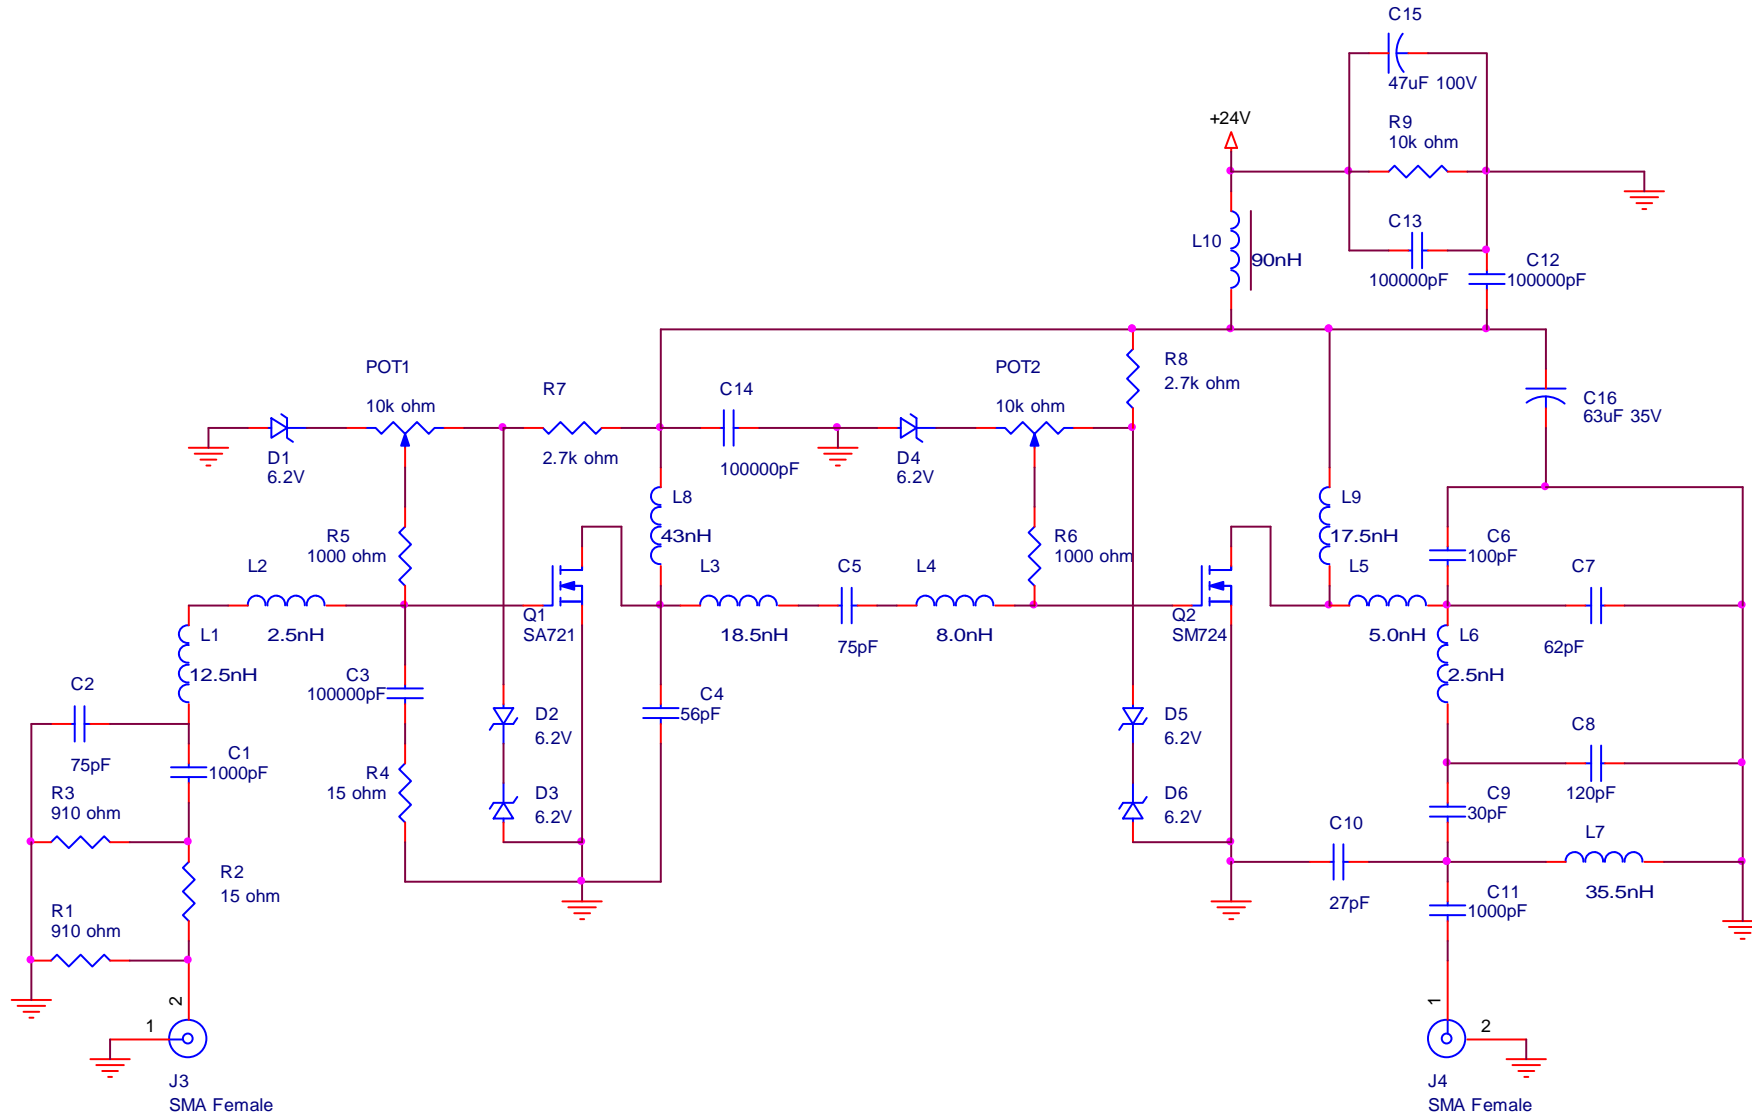 C15
47uF 100V
+24V
R9
10k ohm
L10
90nH
C13
100000pF
C12
100000pF
POT1
10k ohm
R7
2.7k ohm
C14
100000pF
POT2
10k ohm
R8
2.7k ohm
C16
63uF 35V
D1
6.2V
D4
6.2V
L8
43nH
L9
17.5nH
R5
1000 ohm
R6
1000 ohm
C6
100pF
L2
2.5nH
Q1
SA721
L3
18.5nH
C5
75pF
L4
8.0nH
Q2
SM724
L5
5.0nH
C7
62pF
L1
12.5nH
L6
2.5nH
C2
75pF
C3
100000pF
D2
6.2V
C4
56pF
D5
6.2V
C8
120pF
C1
1000pF
R3
910 ohm
R4
15 ohm
D3
6.2V
D6
6.2V
C9
30pF
C10
27pF
L7
35.5nH
R2
15 ohm
R1
910 ohm
C11
1000pF
2
1
J3
SMA Female
1
2
J4
SMA Female